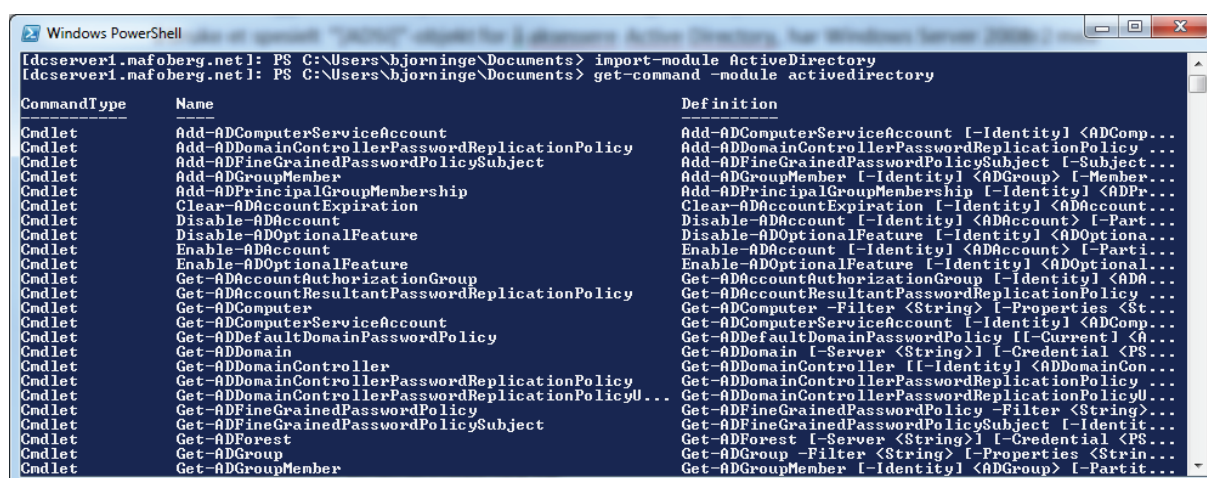 Windows PowerShell
[dcserver1.mafoberg.net]: PS C:\Users\bjorninge\Documents> import-module ActiveDirectory
[dcserver1.mafoberg.net]: PS C:\Users\bjorninge\Documents> get-command -module activedirectory
CommandType Name Definition
----------- ---- ----------
Cmdlet Add-ADComputerServiceAccount Add-ADComputerServiceAccount [-Identity] <ADComp...
Cmdlet Add-ADDomainControllerPasswordReplicationPolicy Add-ADDomainControllerPasswordReplicationPolicy ...
Cmdlet Add-ADFineGrainedPasswordPolicySubject Add-ADFineGrainedPasswordPolicySubject [-Subject...
Cmdlet Add-ADGroupMember Add-ADGroupMember [-Identity] <ADGroup> [-Member...
Cmdlet Add-ADPrincipalGroupMembership Add-ADPrincipalGroupMembership [-Identity] <ADPr...
Cmdlet Clear-ADAccountExpiration Clear-ADAccountExpiration [-Identity] <ADAccount...
Cmdlet Disable-ADAccount Disable-ADAccount [-Identity] <ADAccount> [-Part...
Cmdlet Disable-ADOptionalFeature Disable-ADOptionalFeature [-Identity] <ADOptiona...
Cmdlet Enable-ADAccount Enable-ADAccount [-Identity] <ADAccount> [-Parti...
Cmdlet Enable-ADOptionalFeature Enable-ADOptionalFeature [-Identity] <ADOptional...
Cmdlet Get-ADAccountAuthorizationGroup Get-ADAccountAuthorizationGroup [-Identity] <ADA...
Cmdlet Get-ADAccountResultantPasswordReplicationPolicy Get-ADAccountResultantPasswordReplicationPolicy ...
Cmdlet Get-ADComputer Get-ADComputer -Filter <String> [-Properties <St...
Cmdlet Get-ADComputerServiceAccount Get-ADComputerServiceAccount [-Identity] <ADComp...
Cmdlet Get-ADDefaultDomainPasswordPolicy Get-ADDefaultDomainPasswordPolicy [[-Current] <A...
Cmdlet Get-ADDomain Get-ADDomain [-Server <String>] [-Credential <PS...
Cmdlet Get-ADDomainController Get-ADDomainController [[-Identity] <ADDomainCon...
Cmdlet Get-ADDomainControllerPasswordReplicationPolicy Get-ADDomainControllerPasswordReplicationPolicy ...
Cmdlet Get-ADDomainControllerPasswordReplicationPolicyU... Get-ADDomainControllerPasswordReplicationPolicyU...
Cmdlet Get-ADFineGrainedPasswordPolicy Get-ADFineGrainedPasswordPolicy -Filter <String>...
Cmdlet Get-ADFineGrainedPasswordPolicySubject Get-ADFineGrainedPasswordPolicySubject [-Identit...
Cmdlet Get-ADForest Get-ADForest [-Server <String>] [-Credential <PS...
Cmdlet Get-ADGroup Get-ADGroup -Filter <String> [-Properties <Strin...
Cmdlet Get-ADGroupMember Get-ADGroupMember [-Identity] <ADGroup> [-Partit...